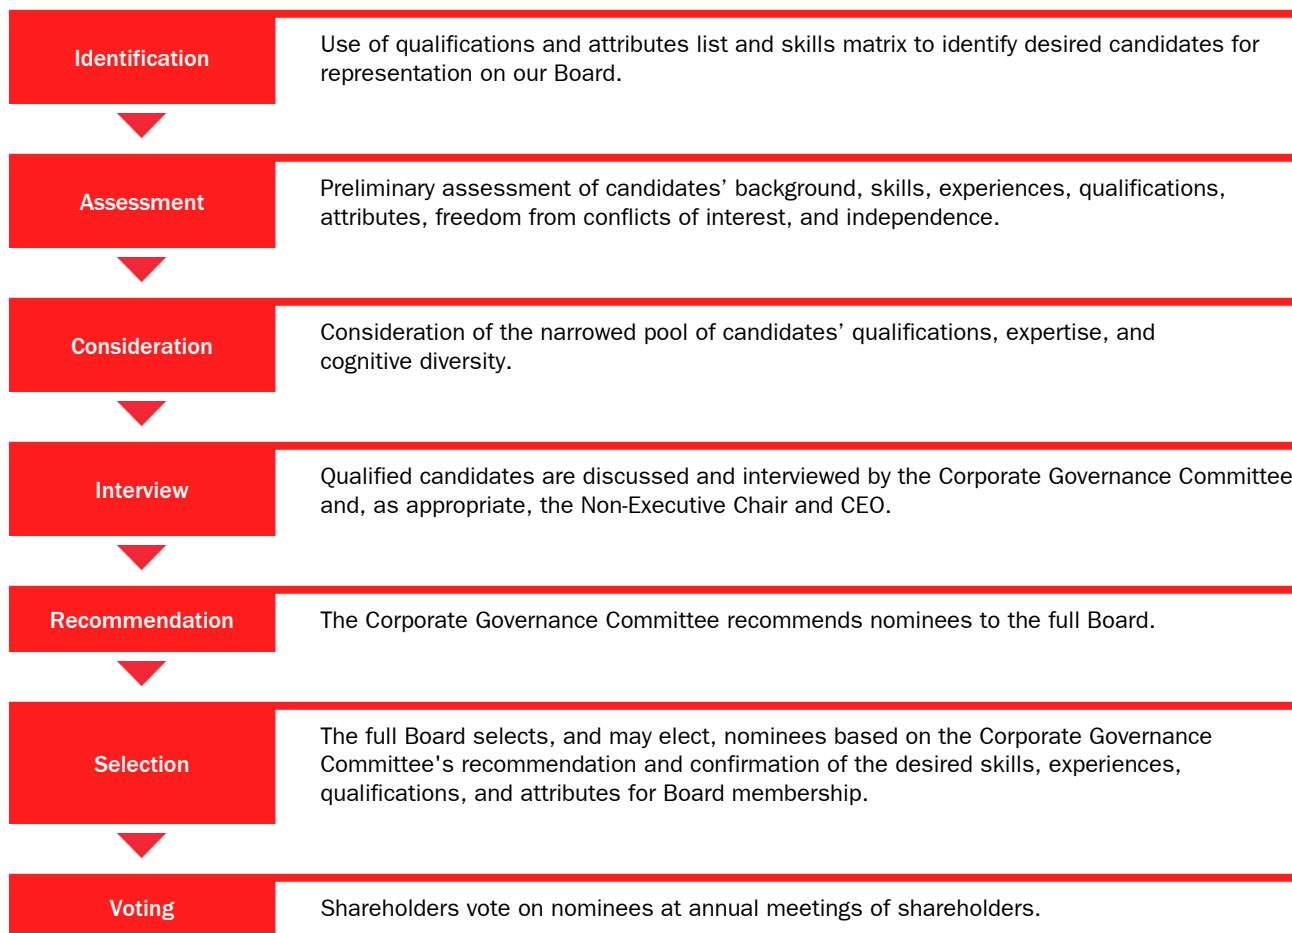 Identification
Use of qualifications and attributes list and skills matrix to identify desired candidates for
representation on our Board.
Assessment
Preliminary assessment of candidates’ background, skills, experiences, qualifications,
attributes, freedom from conflicts of interest, and independence.
Consideration
Consideration of the narrowed pool of candidates’ qualifications, expertise, and
cognitive diversity.
Interview
Qualified candidates are discussed and interviewed by the Corporate Governance Committee
and, as appropriate, the Non-Executive Chair and CEO.
Recommendation
The Corporate Governance Committee recommends nominees to the full Board.
Selection
The full Board selects, and may elect, nominees based on the Corporate Governance
Committee's recommendation and confirmation of the desired skills, experiences,
qualifications, and attributes for Board membership.
Voting
Shareholders vote on nominees at annual meetings of shareholders.